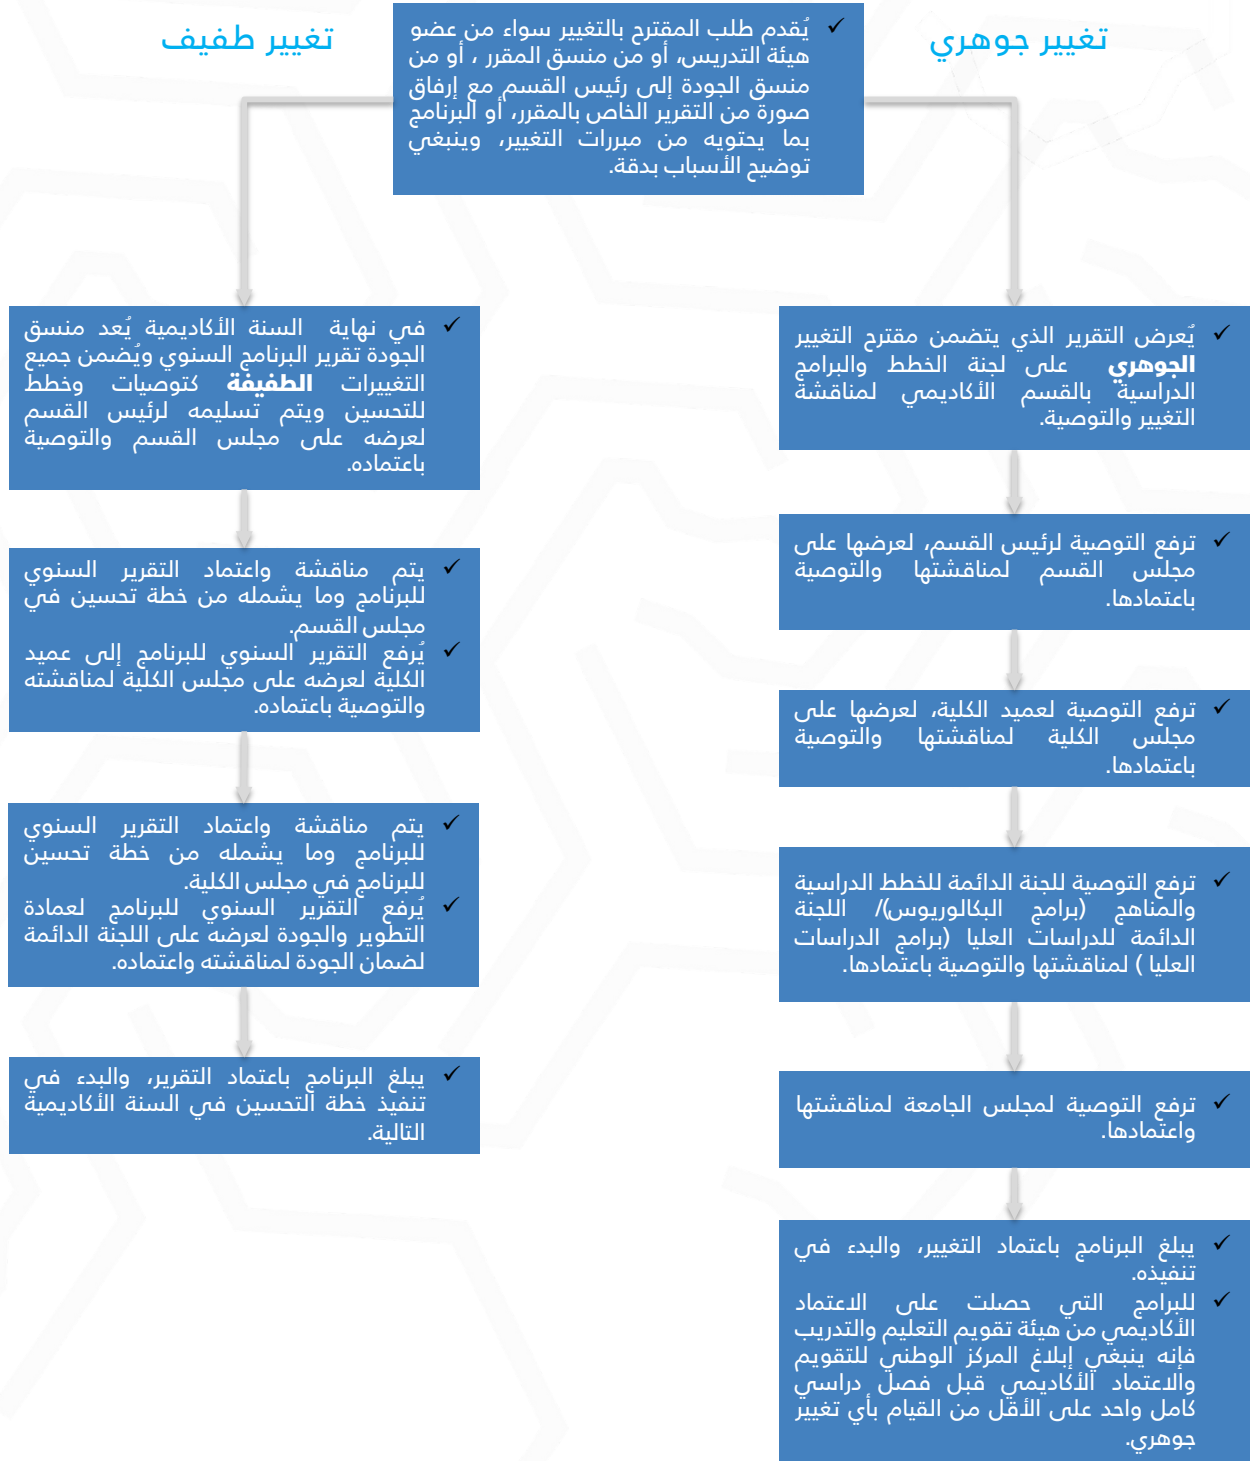 تغيير جوهري
تغيير طفيف
✓ يُقدم طلب المقترح بالتغيير سواء من عضو
هيئة التدريس، أو من منسق المقرر ، أو من
منسق الجودة إلى رئيس القسم مع إرفاق
صورة من التقرير الخاص بالمقرر، أو البرنامج
بما يحتويه من مبررات التغيير، وينبغي
توضيح الأسباب بدقة.
✓ يُعرض التقرير الذي يتضمن مقترح التغيير
الجوهري على لجنة الخطط والبرامج
الدراسية بالقسم الأكاديمي لمناقشة
التغيير والتوصية.
✓ ترفع التوصية لرئيس القسم، لعرضها على
مجلس القسم لمناقشتها والتوصية
باعتمادها.
✓ ترفع التوصية لعميد الكلية، لعرضها على
مجلس الكلية لمناقشتها والتوصية
باعتمادها.
✓ ترفع التوصية للجنة الدائمة للخطط الدراسية
والمناهج (برامج البكالوريوس)/ اللجنة
الدائمة للدراسات العليا (برامج الدراسات
العليا ) لمناقشتها والتوصية باعتمادها.
✓ ترفع التوصية لمجلس الجامعة لمناقشتها
واعتمادها.
✓ يبلغ البرنامج باعتماد التغيير، والبدء في
تنفيذه.
✓ للبرامج التي حصلت على الاعتماد
الأكاديمي من هيئة تقويم التعليم والتدريب
فإنه ينبغي إبلاغ المركز الوطني للتقويم
والاعتماد الأكاديمي قبل فصل دراسي
كامل واحد على الأقل من القيام بأي تغيير
جوهري.
✓ في نهاية السنة الأكاديمية يُعد منسق
الجودة تقرير البرنامج السنوي ويُضمن جميع
التغييرات الطفيفة كتوصيات وخطط
للتحسين ويتم تسليمه لرئيس القسم
لعرضه على مجلس القسم والتوصية
باعتماده.
✓ يتم مناقشة واعتماد التقرير السنوي
للبرنامج وما يشمله من خطة تحسين في
مجلس القسم.
✓ يُرفع التقرير السنوي للبرنامج إلى عميد
الكلية لعرضه على مجلس الكلية لمناقشته
والتوصية باعتماده.
✓ يتم مناقشة واعتماد التقرير السنوي
للبرنامج وما يشمله من خطة تحسين
للبرنامج في مجلس الكلية.
✓ يُرفع التقرير السنوي للبرنامج لعمادة
التطوير والجودة لعرضه على اللجنة الدائمة
لضمان الجودة لمناقشته واعتماده.
✓ يبلغ البرنامج باعتماد التقرير، والبدء في
تنفيذ خطة التحسين في السنة الأكاديمية
التالية.